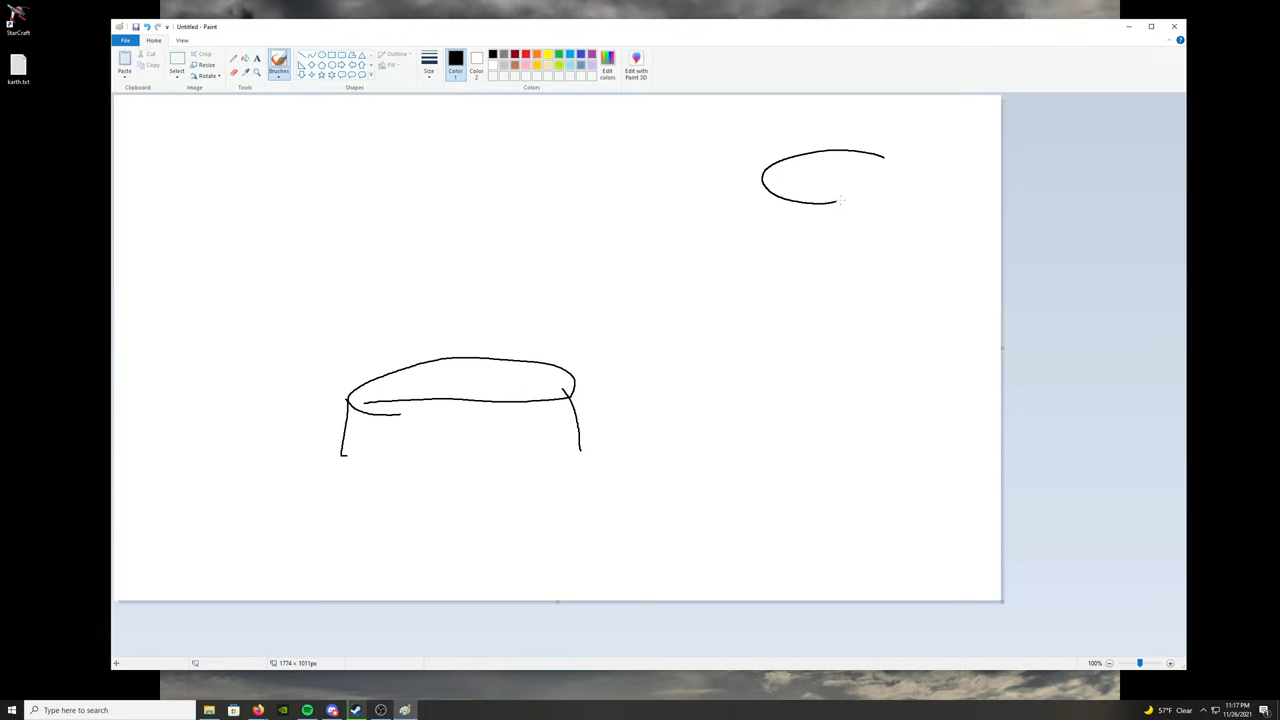 StarCraft
karth.txt
Untitled - Paint
File
Home
View
Paste
Cut
Copy
Clipboard
Select
Crop
Resize
Rotate
Image
Tools
Brushes
Shapes
Outline
Fill
Size
Color
1
Color
2
Colors
Edit
colors
Edit with
Paint 3D
1774 × 1011px
100%
Type here to search
57°F Clear
11:17 PM
11/26/2021